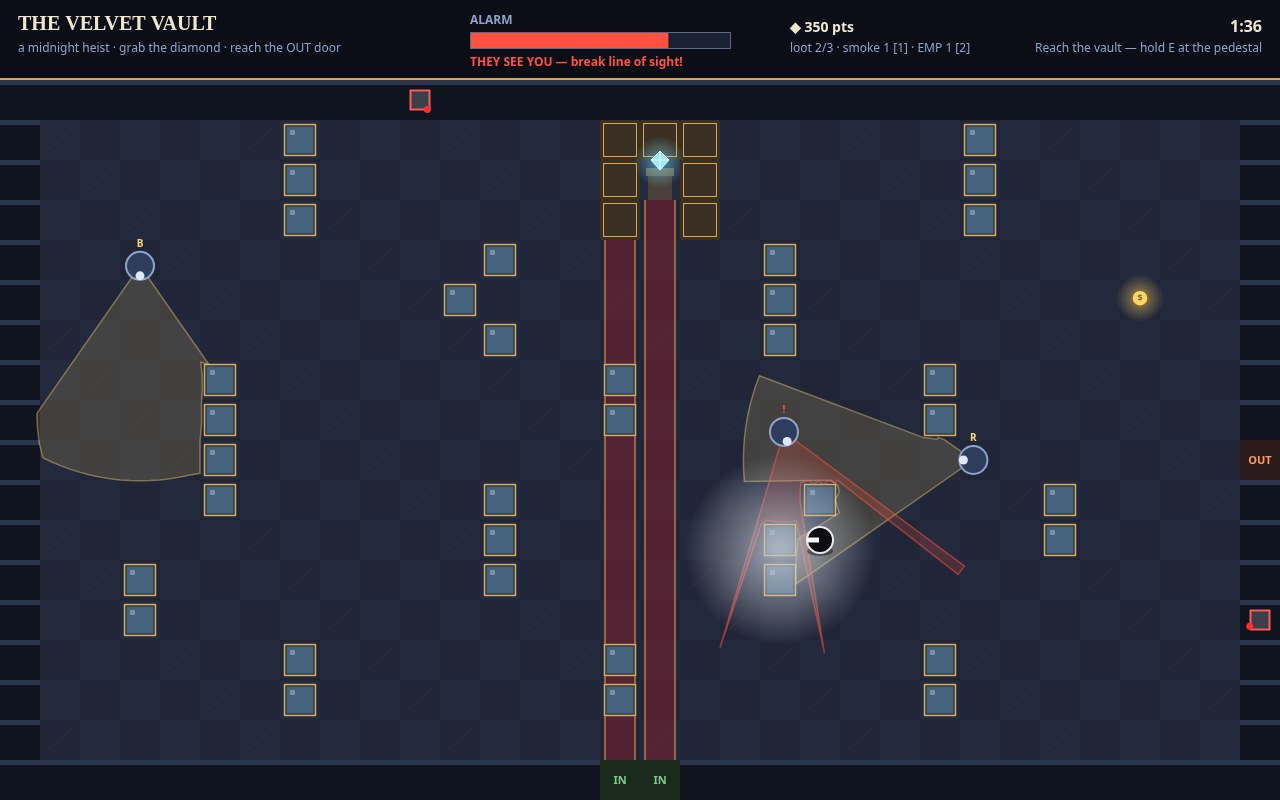 THE VELVET VAULT
a midnight heist · grab the diamond · reach the OUT door
ALARM
THEY SEE YOU — break line of sight!
◆ 350 pts
loot 2/3 · smoke 1 [1] · EMP 1 [2]
1:36
Reach the vault — hold E at the pedestal
B
$
!
R
OUT
IN
IN